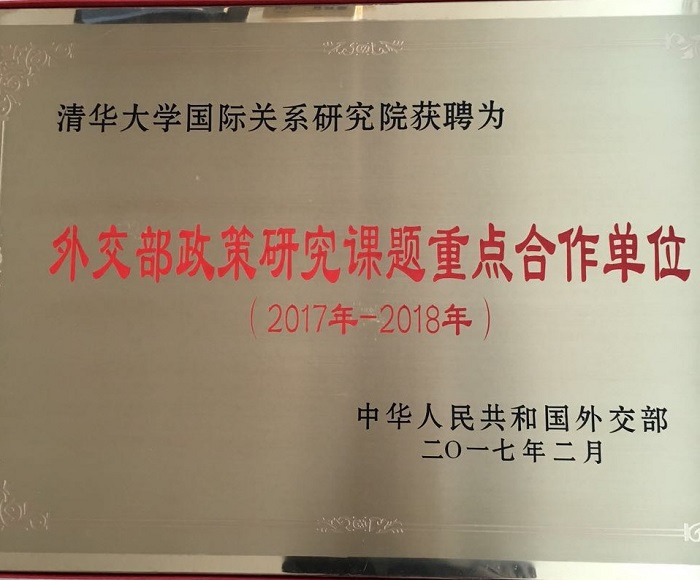 清华大学国际关系研究院获聘为
外交部政策研究课题重点合作单位
（2017年-2018年）
中华人民共和国外交部
二〇一七年二月